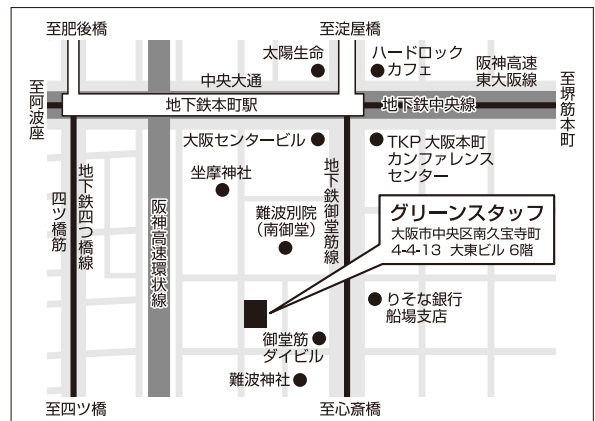 至肥後橋
至淀屋橋
太陽生命
ハードロック
カフェ
阪神高速
東大阪線
中央大通
至阿波座
地下鉄本町駅
地下鉄中央線
至堺筋本町
大阪センタービル
TKP 大阪本町
カンファレンス
センター
坐摩神社
地下鉄四つ橋線
四ツ橋筋
阪神高速環状線
難波別院
(南御堂)
地下鉄御堂筋線
グリーンスタッフ
大阪市中央区南久宝寺町
4-4-13 大東ビル 6階
りそな銀行
船場支店
御堂筋
ダイビル
難波神社
至四ツ橋
至心斎橋